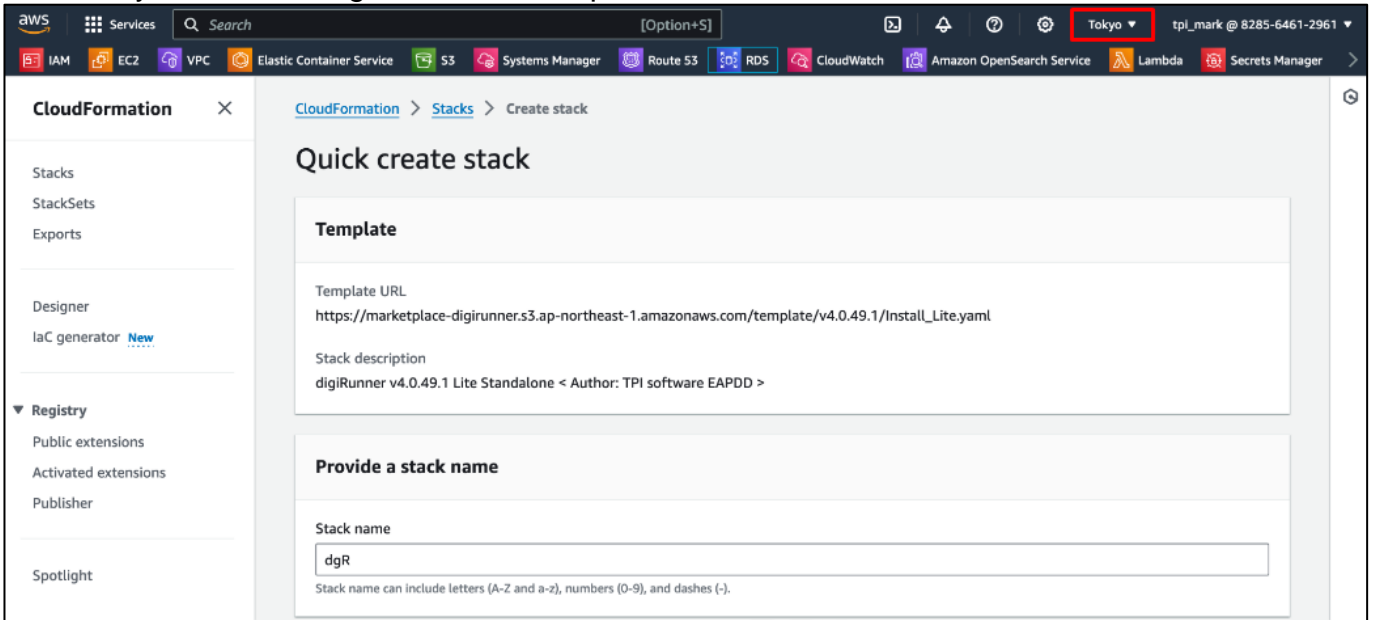 aws Services Search [Option+S] Tokyo ▼ tpi_mark @ 8285-6461-2961 ▼
IAM EC2 VPC Elastic Container Service S3 Systems Manager Route 53 RDS CloudWatch Amazon OpenSearch Service Lambda Secrets Manager
CloudFormation
CloudFormation > Stacks > Create stack
Quick create stack
Stacks
StackSets
Exports
Designer
IaC generator New
▼ Registry
Public extensions
Activated extensions
Publisher
Spotlight
Template
Template URL
https://marketplace-digirunner.s3.ap-northeast-1.amazonaws.com/template/v4.0.49.1/Install_Lite.yaml
Stack description
digiRunner v4.0.49.1 Lite Standalone < Author: TPI software EAPDD >
Provide a stack name
Stack name
dgR
Stack name can include letters (A-Z and a-z), numbers (0-9), and dashes (-).